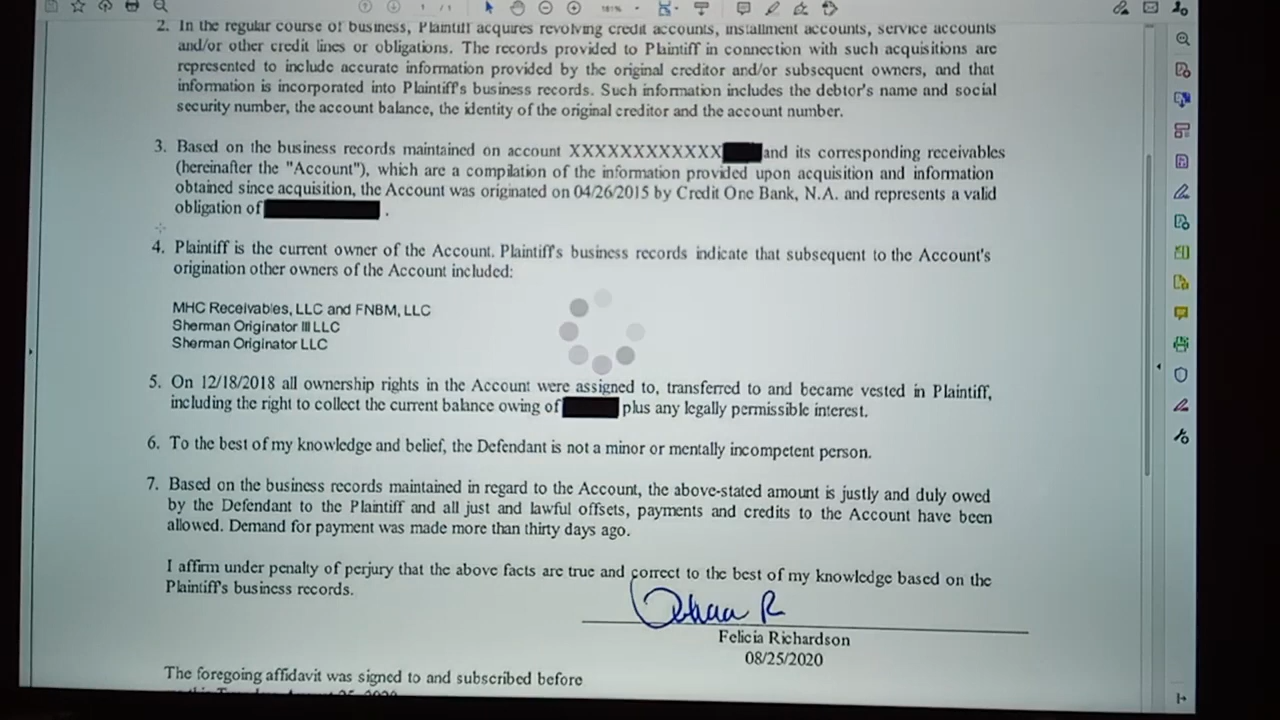 2. In the regular course of business, Plaintiff acquires revolving credit accounts, installment accounts, service accounts
and/or other credit lines or obligations. The records provided to Plaintiff in connection with such acquisitions are
represented to include accurate information provided by the original creditor and/or subsequent owners, and that
information is incorporated into Plaintiff's business records. Such information includes the debtor's name and social
security number, the account balance, the identity of the original creditor and the account number.
3. Based on the business records maintained on account XXXXXXXXXXXX and its corresponding receivables
(hereinafter the "Account"), which are a compilation of the information provided upon acquisition and information
obtained since acquisition, the Account was originated on 04/26/2015 by Credit One Bank, N.A. and represents a valid
obligation of .
4. Plaintiff is the current owner of the Account. Plaintiff's business records indicate that subsequent to the Account's
origination other owners of the Account included:
MHC Receivables, LLC and FNBM, LLC
Sherman Originator III LLC
Sherman Originator LLC
5. On 12/18/2018 all ownership rights in the Account were assigned to, transferred to and became vested in Plaintiff,
including the right to collect the current balance owing of plus any legally permissible interest.
6. To the best of my knowledge and belief, the Defendant is not a minor or mentally incompetent person.
7. Based on the business records maintained in regard to the Account, the above-stated amount is justly and duly owed
by the Defendant to the Plaintiff and all just and lawful offsets, payments and credits to the Account have been
allowed. Demand for payment was made more than thirty days ago.
I affirm under penalty of perjury that the above facts are true and correct to the best of my knowledge based on the
Plaintiff's business records.
Felicia Richardson
08/25/2020
The foregoing affidavit was signed to and subscribed before